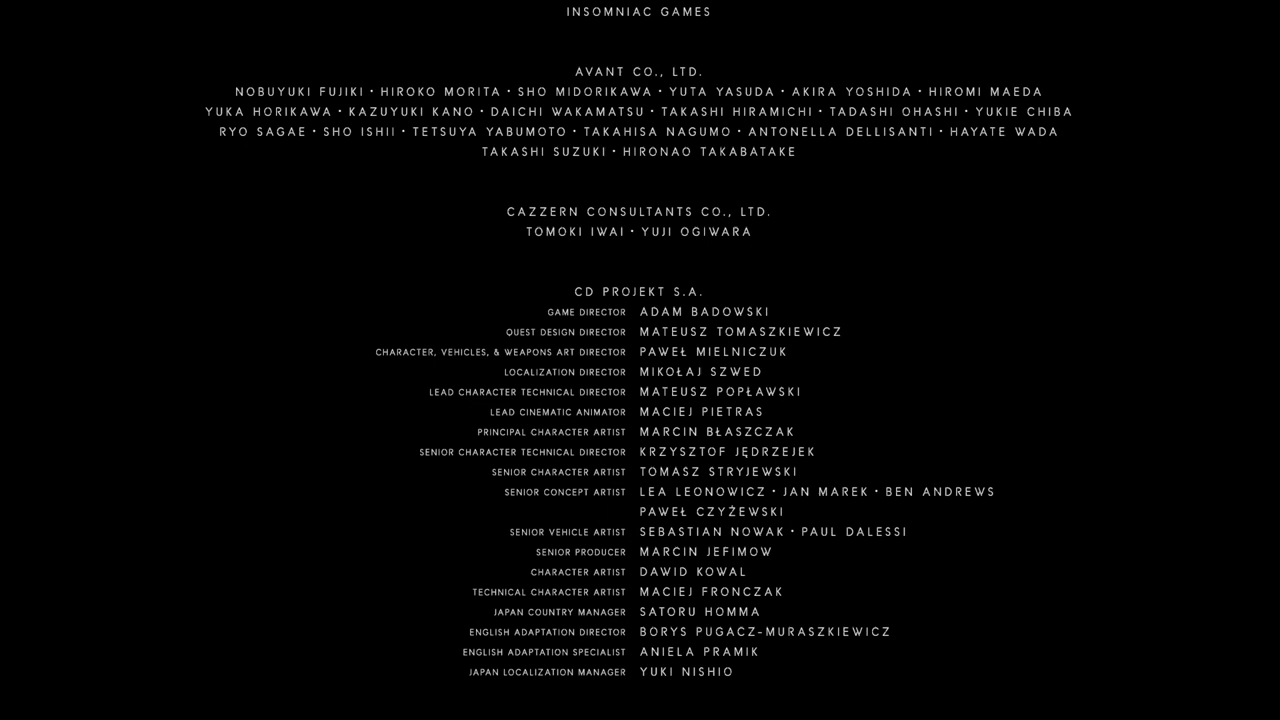 INSOMNIAC GAMES
AVANT CO., LTD.
NOBUYUKI FUJIKI • HIROKO MORITA • SHO MIDORIKAWA • YUTA YASUDA • AKIRA YOSHIDA • HIROMI MAEDA
YUKA HORIKAWA • KAZUYUKI KANO • DAICHI WAKAMATSU • TAKASHI HIRAMICHI • TADASHI OHASHI • YUKIE CHIBA
RYO SAGAE • SHO ISHII • TETSUYA YABUMOTO • TAKAHISA NAGUMO • ANTONELLA DELLISANTI • HAYATE WADA
TAKASHI SUZUKI • HIRONAO TAKABATAKE
CAZZERN CONSULTANTS CO., LTD.
TOMOKI IWAI • YUJI OGIWARA
CD PROJEKT S.A.
GAME DIRECTOR ADAM BADOWSKI
QUEST DESIGN DIRECTOR MATEUSZ TOMASZKIEWICZ
CHARACTER, VEHICLES, & WEAPONS ART DIRECTOR PAWEŁ MIELNICZUK
LOCALIZATION DIRECTOR MIKOŁAJ SZWED
LEAD CHARACTER TECHNICAL DIRECTOR MATEUSZ POPŁAWSKI
LEAD CINEMATIC ANIMATOR MACIEJ PIETRAS
PRINCIPAL CHARACTER ARTIST MARCIN BŁASZCZAK
SENIOR CHARACTER TECHNICAL DIRECTOR KRZYSZTOF JĘDRZEJEK
SENIOR CHARACTER ARTIST TOMASZ STRYJEWSKI
SENIOR CONCEPT ARTIST LEA LEONOWICZ • JAN MAREK • BEN ANDREWS
PAWEŁ CZYŻEWSKI
SENIOR VEHICLE ARTIST SEBASTIAN NOWAK • PAUL DALESSI
SENIOR PRODUCER MARCIN JEFIMOW
CHARACTER ARTIST DAWID KOWAL
TECHNICAL CHARACTER ARTIST MACIEJ FRONCZAK
JAPAN COUNTRY MANAGER SATORU HOMMA
ENGLISH ADAPTATION DIRECTOR BORYS PUGACZ-MURASZKIEWICZ
ENGLISH ADAPTATION SPECIALIST ANIELA PRAMIK
JAPAN LOCALIZATION MANAGER YUKI NISHIO